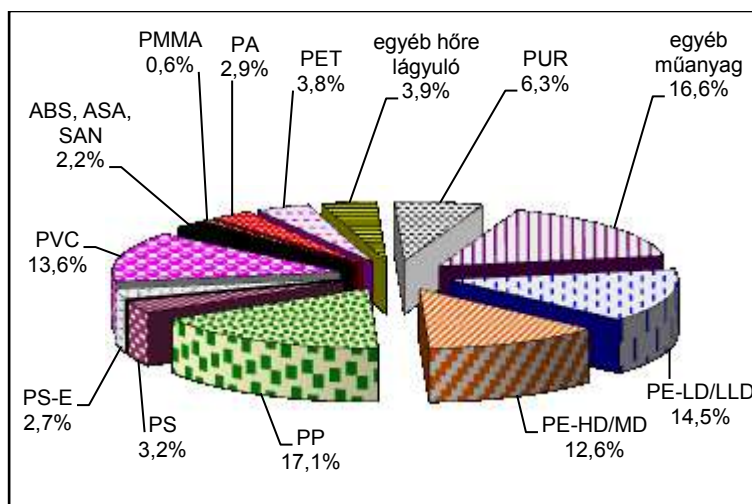 PMMA
0,6%
PA
2,9%
PET
3,8%
egyéb hőre
lágyuló
3,9%
PUR
6,3%
egyéb
műanyag
16,6%
ABS, ASA,
SAN
2,2%
PVC
13,6%
PS-E
2,7%
PS
3,2%
PP
17,1%
PE-HD/MD
12,6%
PE-LD/LLD
14,5%